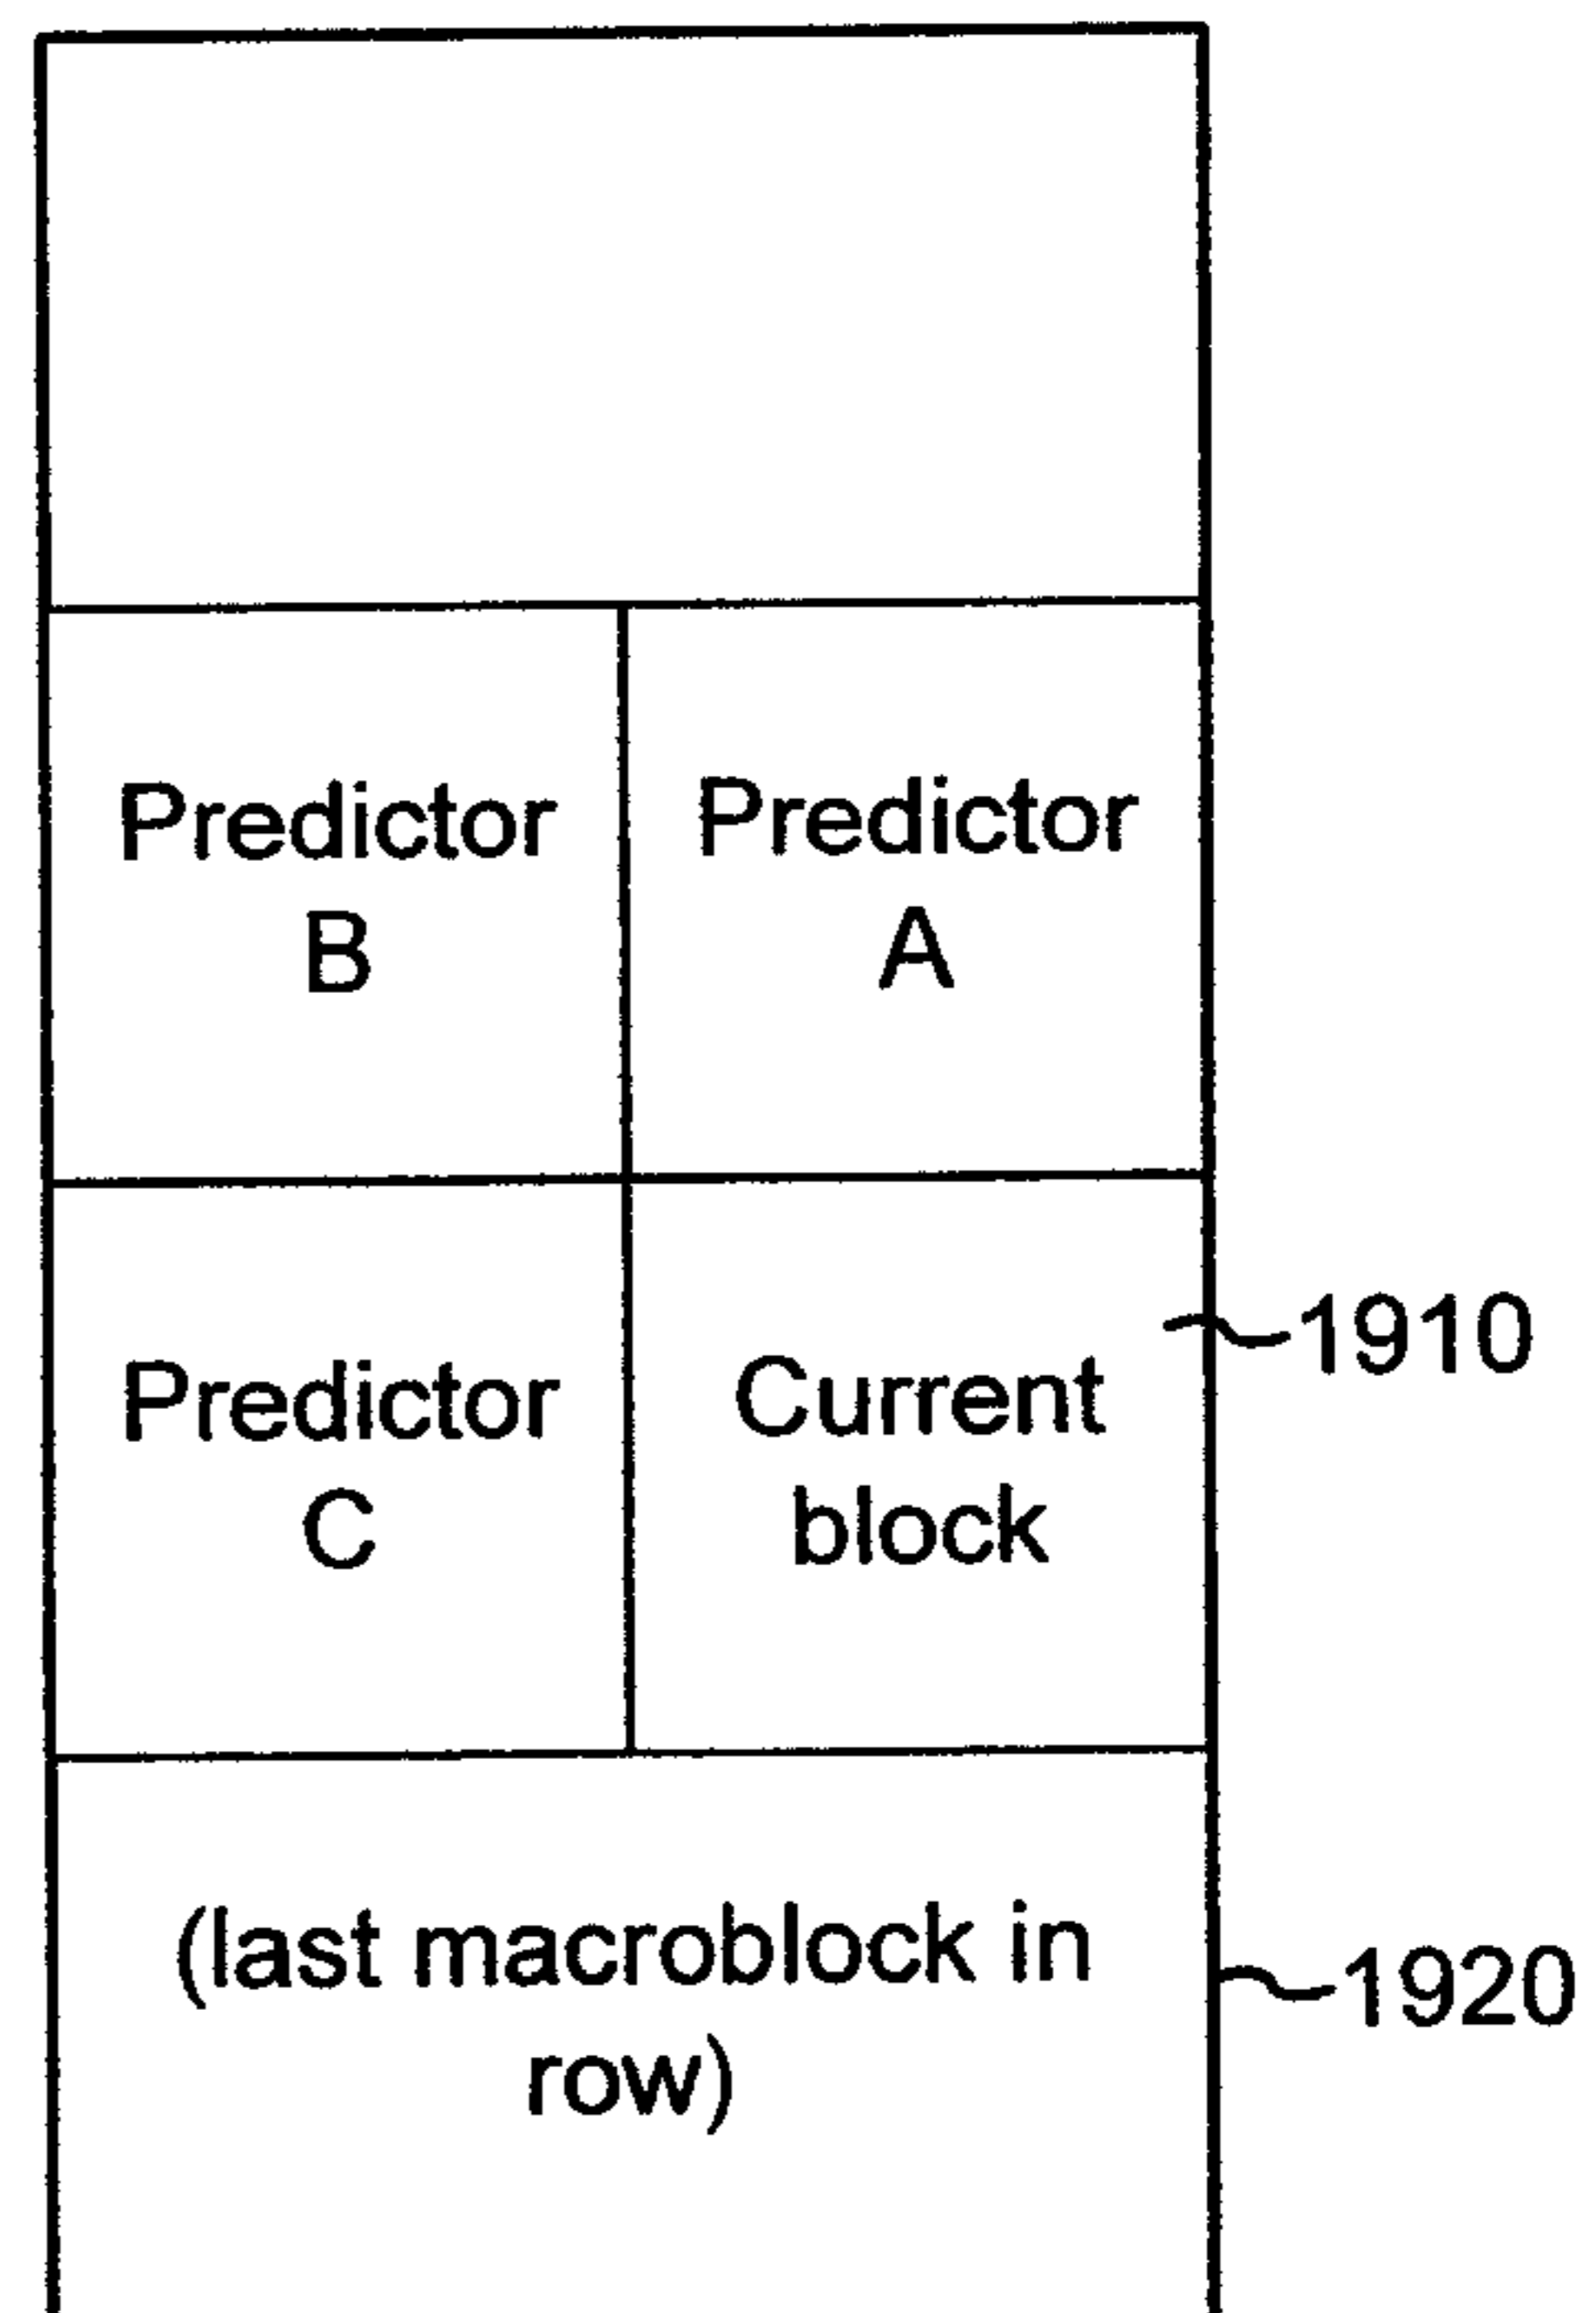 Predictor
B
Predictor
A
Predictor
C
Current
block
1910
(last macroblock in
row)
1920